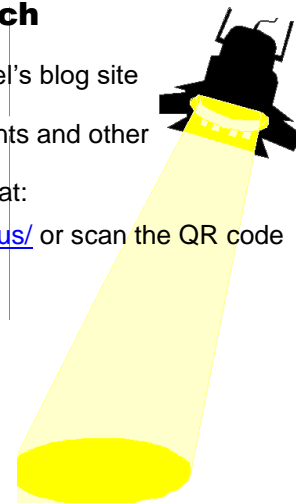 ch
el’s blog site
nts and other
at:
us/ or scan the QR code